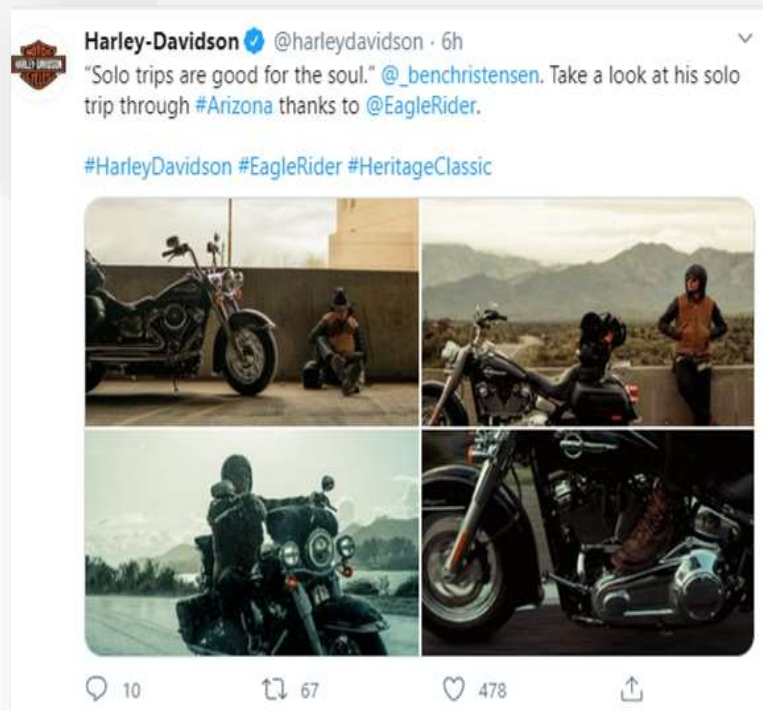 Harley-Davidson @harleydavidson · 6h
"Solo trips are good for the soul." @_benchristensen. Take a look at his solo
trip through #Arizona thanks to @EagleRider.
#HarleyDavidson #EagleRider #HeritageClassic
10 67 478